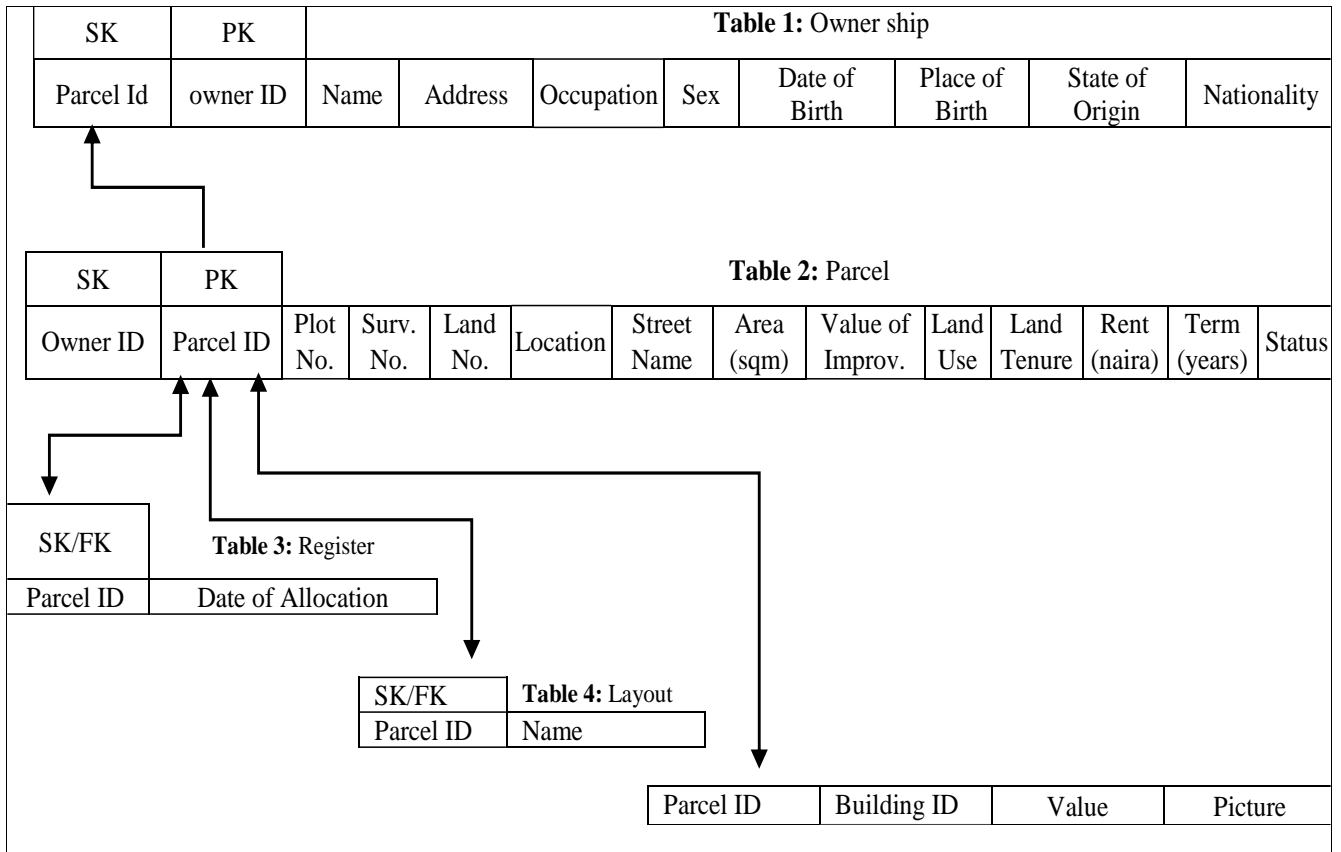 SK PK Table 1: Owner ship
Parcel Id owner ID Name Address Occupation Sex Date of Birth Place of Birth State of Origin Nationality
SK PK Table 2: Parcel
Owner ID Parcel ID Plot No. Surv. No. Land No. Location Street Name Area (sqm) Value of Improv. Land Use Land Tenure Rent (naira) Term (years) Status
SK/FK Table 3: Register
Parcel ID Date of Allocation
SK/FK Table 4: Layout
Parcel ID Name
Parcel ID Building ID Value Picture